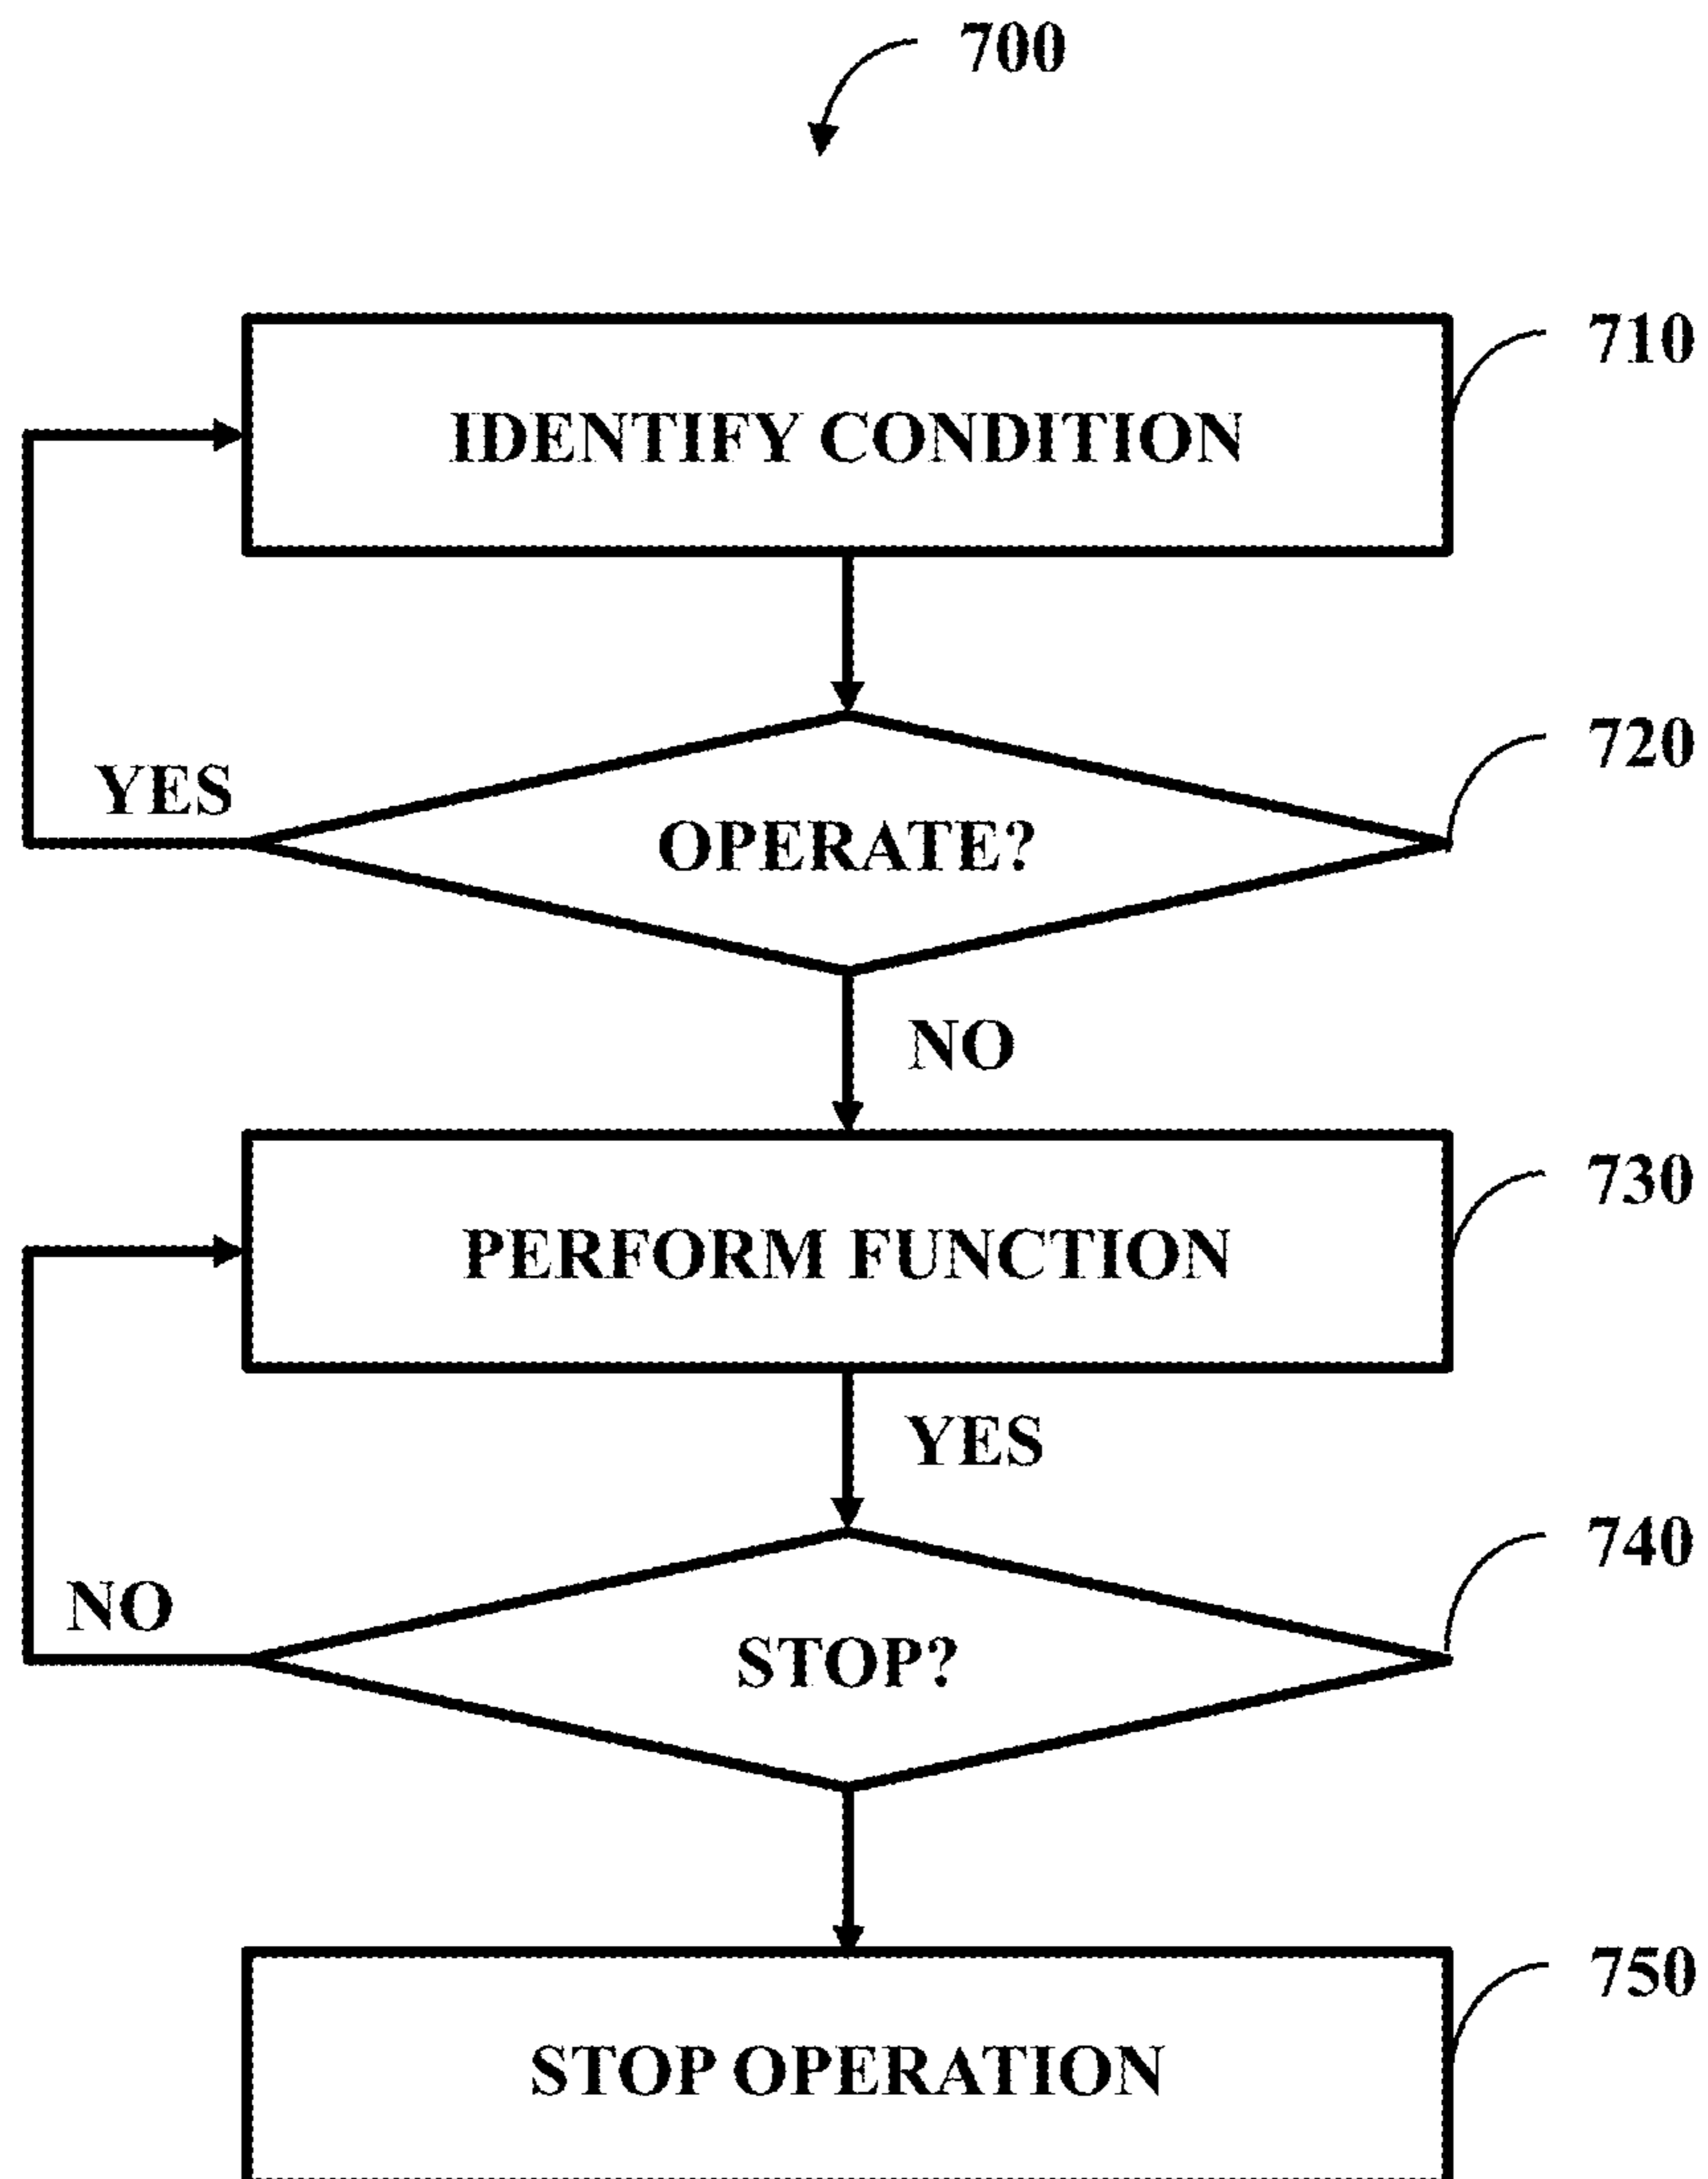 700
710
IDENTIFY CONDITION
720
YES
OPERATE?
NO
730
PERFORM FUNCTION
YES
740
NO
STOP?
750
STOP OPERATION